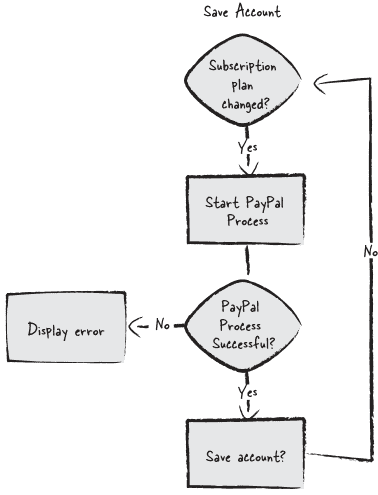 Save Account
Subscription
plan
changed?
Yes
Start PayPal
Process
No
PayPal
Process
Successful?
No
Display error
Yes
Save account?